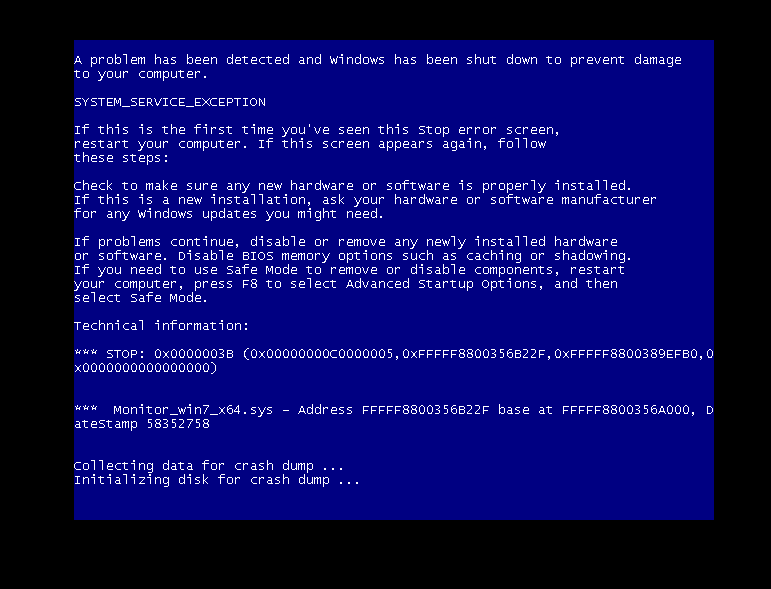 A problem has been detected and Windows has been shut down to prevent damage
to your computer.
SYSTEM_SERVICE_EXCEPTION
If this is the first time you've seen this Stop error screen,
restart your computer. If this screen appears again, follow
these steps:
Check to make sure any new hardware or software is properly installed.
If this is a new installation, ask your hardware or software manufacturer
for any Windows updates you might need.
If problems continue, disable or remove any newly installed hardware
or software. Disable BIOS memory options such as caching or shadowing.
If you need to use Safe Mode to remove or disable components, restart
your computer, press F8 to select Advanced Startup Options, and then
select Safe Mode.
Technical information:
*** STOP: 0x0000003B (0x00000000C0000005,0xFFFFF8800356B22F,0xFFFFF8800389EFB0,0
x0000000000000000)
***  Monitor_win7_x64.sys - Address FFFFF8800356B22F base at FFFFF8800356A000, D
ateStamp 58352758
Collecting data for crash dump ...
Initializing disk for crash dump ...